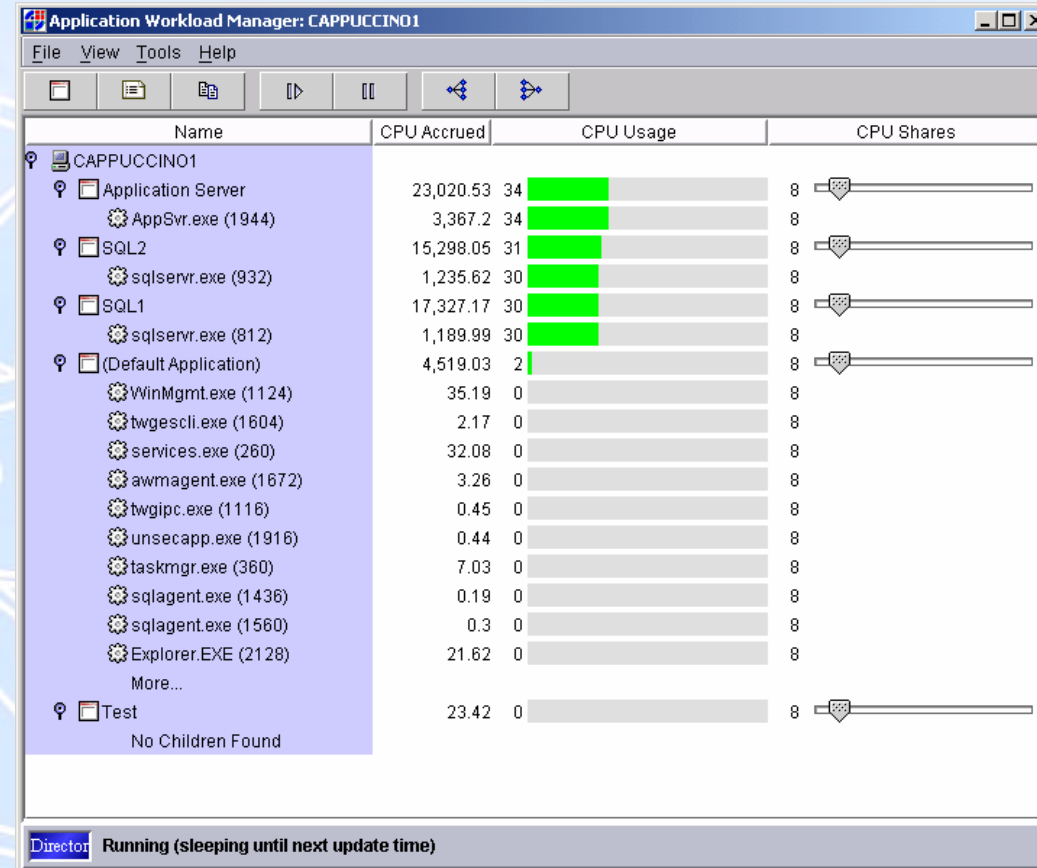 Application Workload Manager: CAPPUCCINO1
File View Tools Help
Name CPU Accrued CPU Usage CPU Shares
CAPPUCCINO1
Application Server 23,020.53 34 8
AppSvr.exe (1944) 3,367.2 34 8
SQL2 15,298.05 31 8
sqlservr.exe (932) 1,235.62 30 8
SQL1 17,327.17 30 8
sqlservr.exe (812) 1,189.99 30 8
(Default Application) 4,519.03 2 8
WinMgmt.exe (1124) 35.19 0 8
twgescli.exe (1604) 2.17 0 8
services.exe (260) 32.08 0 8
awmagent.exe (1672) 3.26 0 8
twgipc.exe (1116) 0.45 0 8
unsecapp.exe (1916) 0.44 0 8
taskmgr.exe (360) 7.03 0 8
sqlagent.exe (1436) 0.19 0 8
sqlagent.exe (1560) 0.3 0 8
Explorer.EXE (2128) 21.62 0 8
More...
Test 23.42 0 8
No Children Found
Director Running (sleeping until next update time)